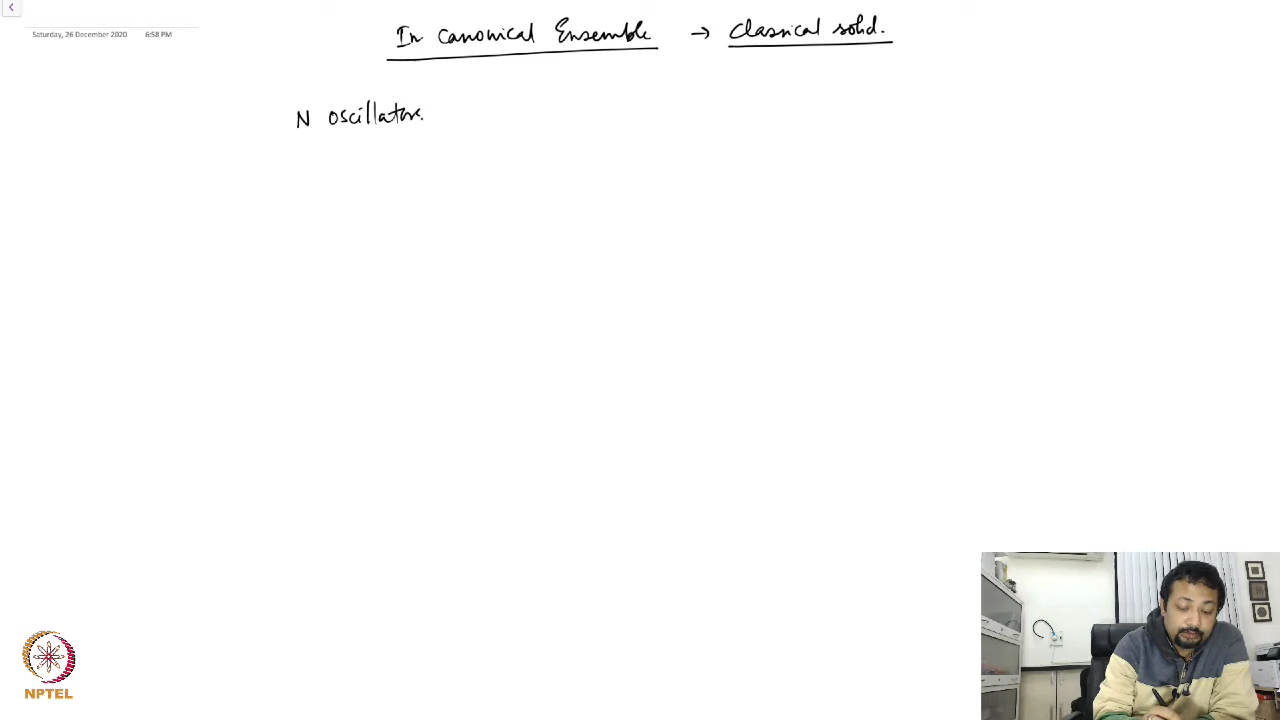 In canonical Ensemble → Classical solid.
Saturday, 26 December 2020 6:58 PM
N oscillators.
NPTEL